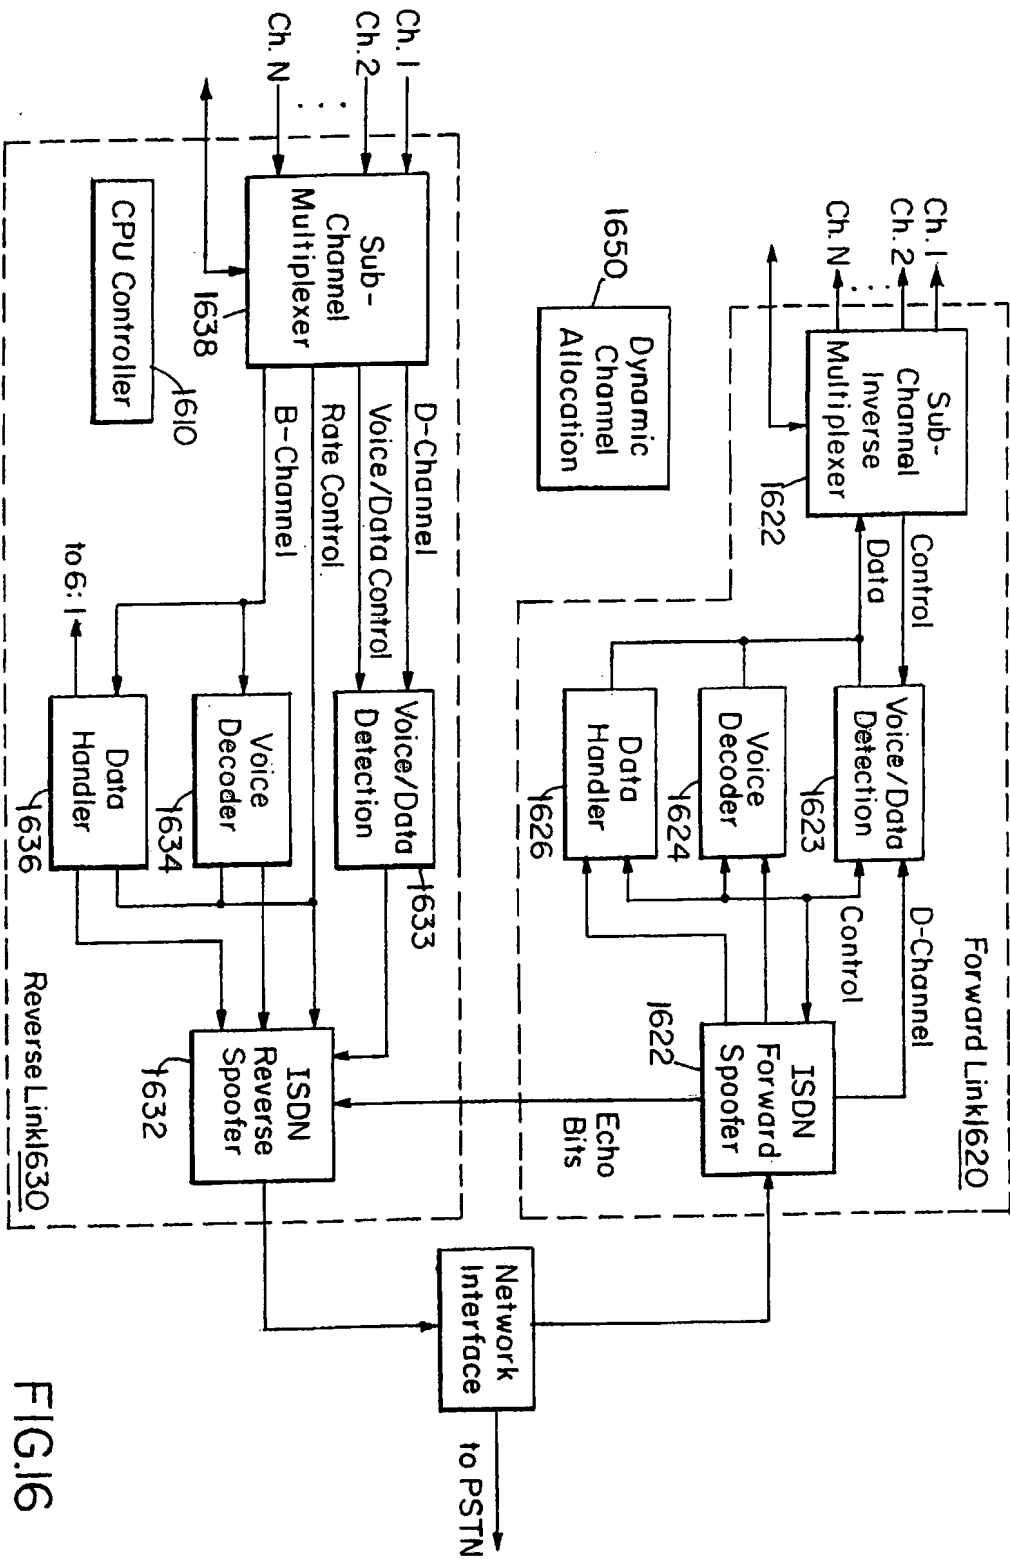 Forward Link 1620
Ch. 1
Ch. 2
Ch. N
Sub-
Channel
Inverse
Multiplexer
1622
Control
Data
Voice/Data
Detection
1623
Voice
Decoder
1624
Data
Handler
1626
D-Channel
Control
ISDN
Forward
Spoofer
1622
Echo
Bits
1650
Dynamic
Channel
Allocation
Network
Interface
to PSTN
Ch. 1
Ch. 2
Ch. N
Sub-
Channel
Multiplexer
1638
D-Channel
Voice/Data Control
Rate Control
B-Channel
Voice/Data
Detection
1633
Voice
Decoder
1634
Data
Handler
1636
to 6:1
ISDN
Reverse
Spoofer
1632
CPU Controller
1610
Reverse Link 1630
FIG.16